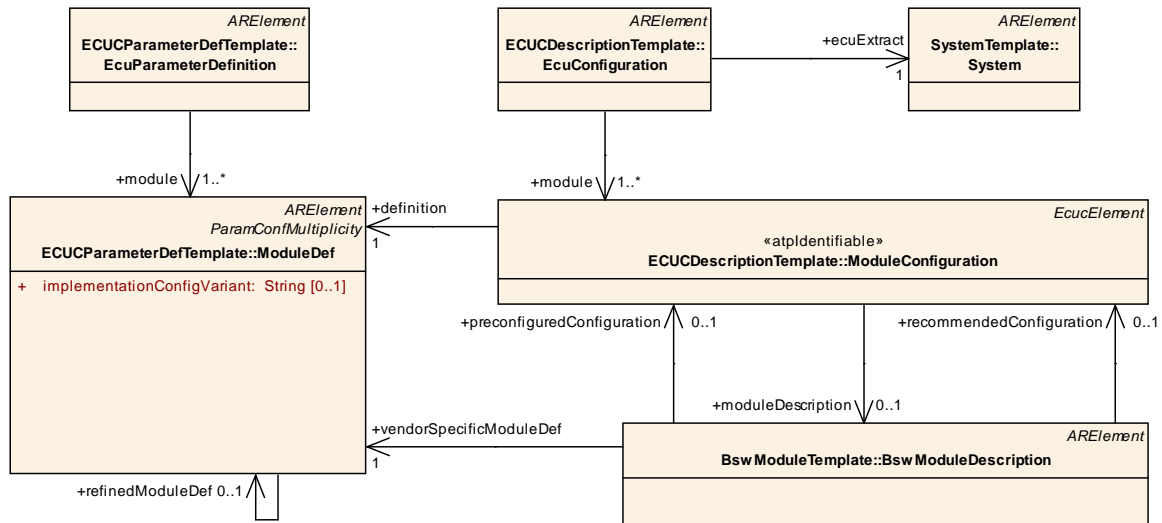 ARElement
ECUCParameterDefTemplate::
EcuParameterDefinition
ARElement
ECUCDescriptionTemplate::
EcuConfiguration
+ecuExtract
1
ARElement
SystemTemplate::
System
+module
1..*
+module
1..*
ARElement
ParamConfMultiplicity
ECUCParameterDefTemplate::ModuleDef
+ implementationConfigVariant: String [0..1]
+definition
1
EcucElement
«atpIdentifiable»
ECUCDescriptionTemplate::ModuleConfiguration
+preconfiguredConfiguration
0..1
+recommendedConfiguration
0..1
+moduleDescription
0..1
+vendorSpecificModuleDef
1
ARElement
BswModuleTemplate::BswModuleDescription
+refinedModuleDef 0..1